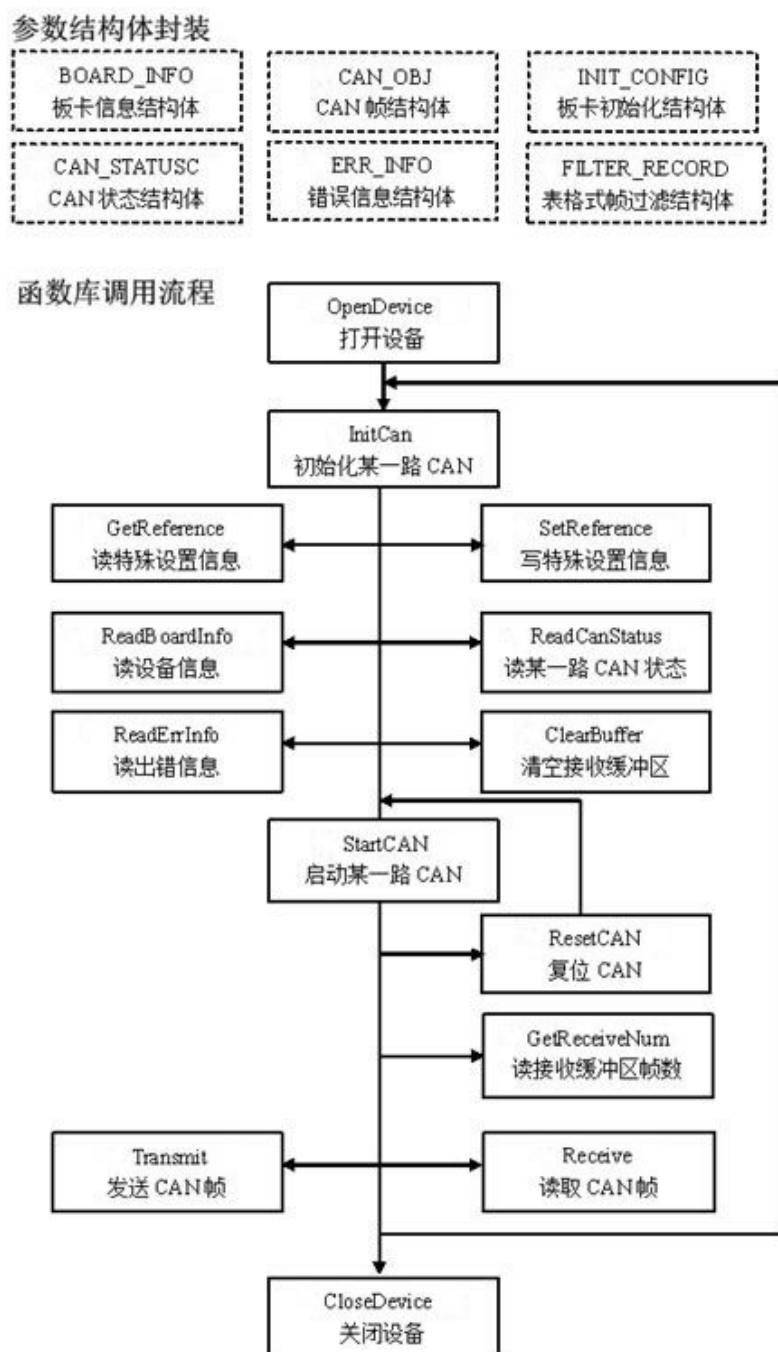 参数结构体封装
BOARD_INFO
板卡信息结构体
CAN_OBJ
CAN 帧结构体
INIT_CONFIG
板卡初始化结构体
CAN_STATUSC
CAN 状态结构体
ERR_INFO
错误信息结构体
FILTER_RECORD
表格式帧过滤结构体
函数库调用流程
OpenDevice
打开设备
InitCan
初始化某一路 CAN
GetReference
读特殊设置信息
SetReference
写特殊设置信息
ReadBoardInfo
读设备信息
ReadCanStatus
读某一路 CAN 状态
ReadErrInfo
读出错信息
ClearBuffer
清空接收缓冲区
StartCAN
启动某一路 CAN
ResetCAN
复位 CAN
GetReceiveNum
读接收缓冲区帧数
Transmit
发送 CAN 帧
Receive
读取 CAN 帧
CloseDevice
关闭设备